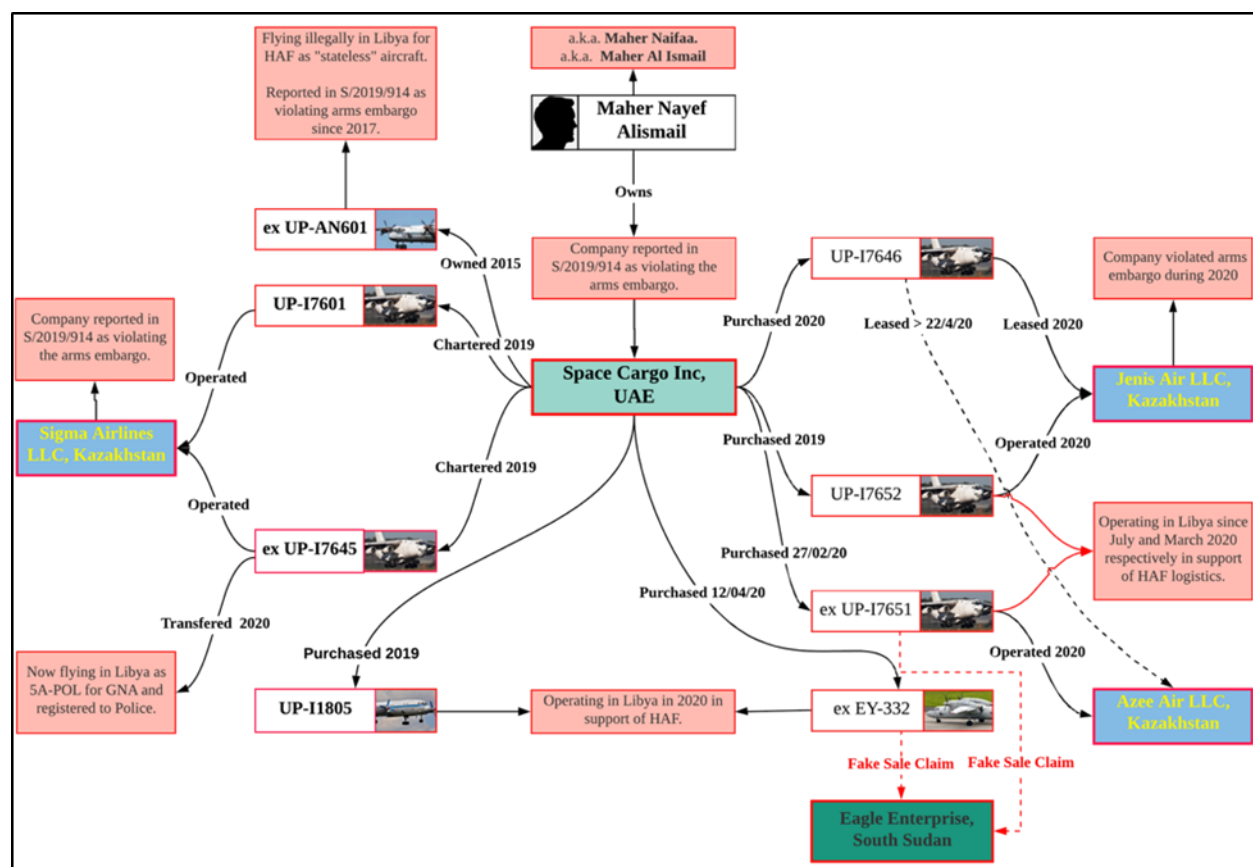 Flying illegally in Libya for
HAF as "stateless" aircraft.
Reported in S/2019/914 as
violating arms embargo
since 2017.
a.k.a. Maher Naifaa.
a.k.a. Maher Al Ismail
Maher Nayef
Alismail
Owns
ex UP-AN601
Owned 2015
Company reported in
S/2019/914 as violating the
arms embargo.
UP-I7646
Company violated arms
embargo during 2020
UP-I7601
Company reported in
S/2019/914 as violating
the arms embargo.
Chartered 2019
Purchased 2020
Leased > 22/4/20
Leased 2020
Operated
Space Cargo Inc,
UAE
Jenis Air LLC,
Kazakhstan
Sigma Airlines
LLC, Kazakhstan
Chartered 2019
Purchased 2019
Operated 2020
Operated
UP-I7652
ex UP-I7645
Purchased 27/02/20
Operating in Libya since
July and March 2020
respectively in support
of HAF logistics.
Purchased 12/04/20
ex UP-I7651
Transfered 2020
Operated 2020
Purchased 2019
Now flying in Libya as
5A-POL for GNA and
registered to Police.
UP-I1805
Operating in Libya in 2020 in
support of HAF.
ex EY-332
Azee Air LLC,
Kazakhstan
Fake Sale Claim
Fake Sale Claim
Eagle Enterprise,
South Sudan